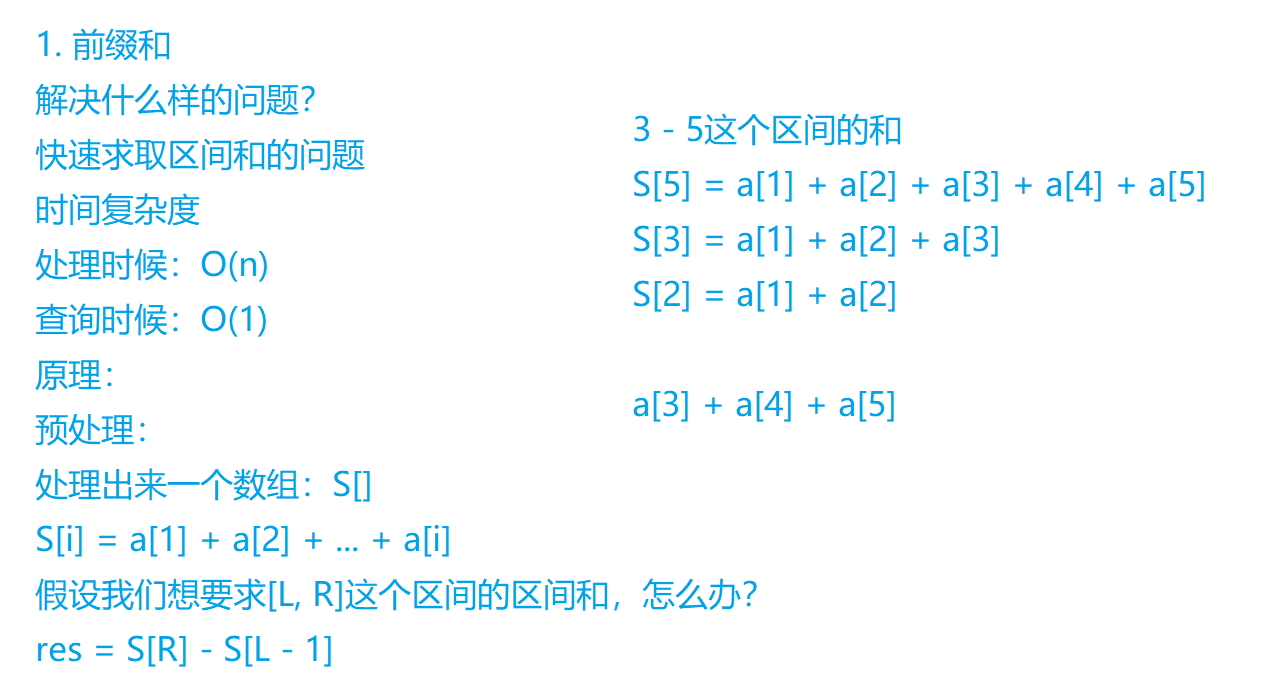 1. 前缀和
解决什么样的问题？
快速求取区间和的问题
时间复杂度
处理时候：O(n)
查询时候：O(1)
原理：
预处理：
处理出来一个数组：S[]
S[i] = a[1] + a[2] + ... + a[i]
假设我们想要求[L, R]这个区间的区间和，怎么办？
res = S[R] - S[L - 1]
3 - 5这个区间的和
S[5] = a[1] + a[2] + a[3] + a[4] + a[5]
S[3] = a[1] + a[2] + a[3]
S[2] = a[1] + a[2]
a[3] + a[4] + a[5]